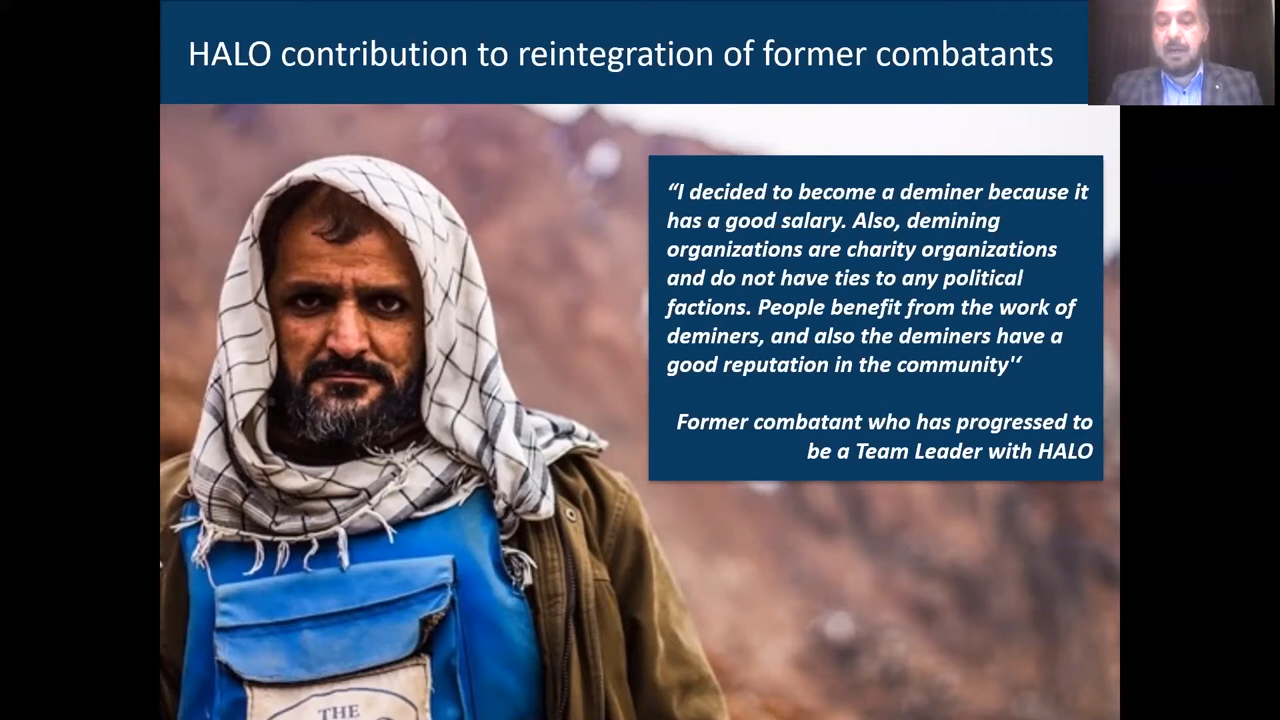 HALO contribution to reintegration of former combatants
“I decided to become a deminer because it
has a good salary. Also, demining
organizations are charity organizations
and do not have ties to any political
factions. People benefit from the work of
deminers, and also the deminers have a
good reputation in the community'‘
Former combatant who has progressed to
be a Team Leader with HALO
THE